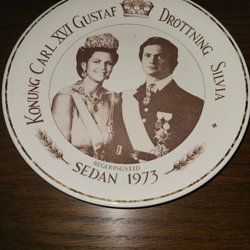 KONUNG CARL XVI GUSTAF
DROTTNING SILVIA
REGERINGSTID
SEDAN 1973